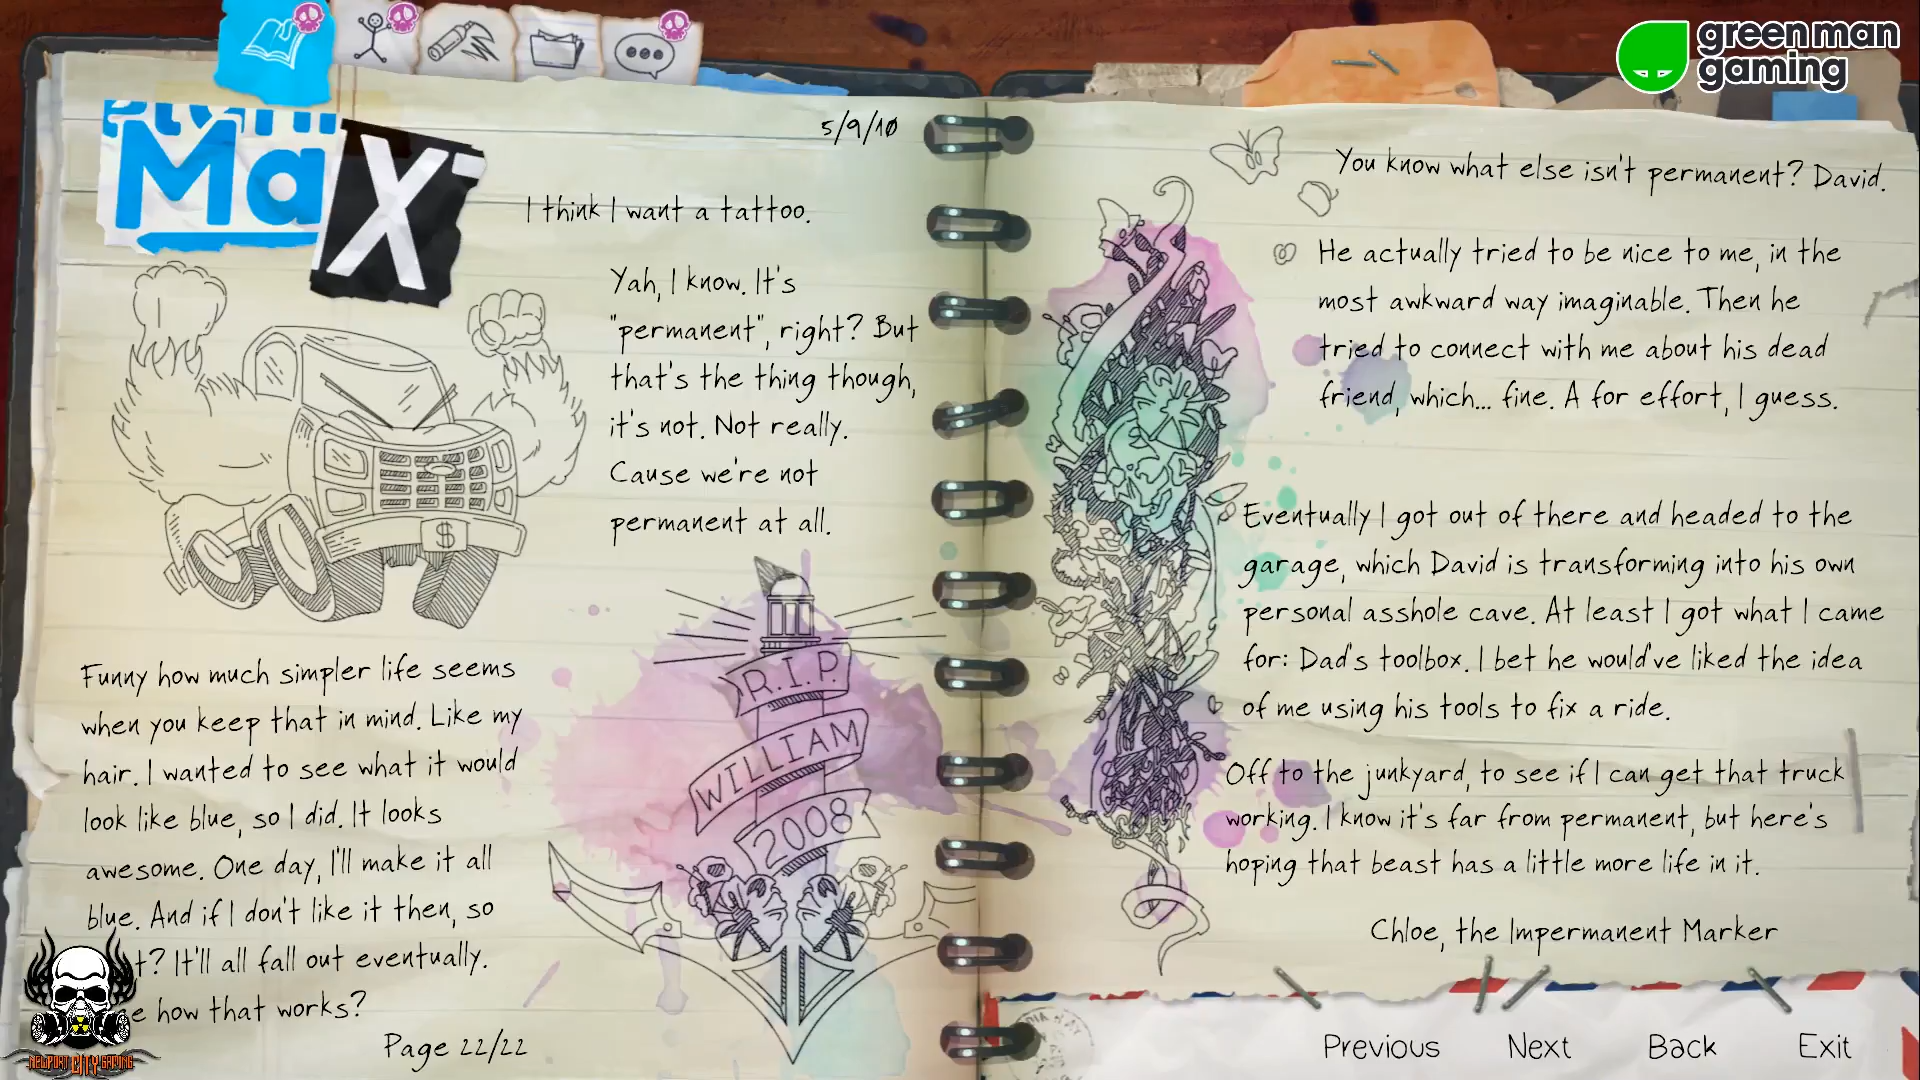 green man
gaming
Max
5/9/10
I think I want a tattoo.
Yah, I know. It's
"permanent", right? But
that's the thing though,
it's not. Not really.
Cause we're not
permanent at all.
$
Funny how much simpler life seems
when you keep that in mind. Like my
hair. I wanted to see what it would
look like blue, so I did. It looks
awesome. One day, I'll make it all
blue. And if I don't like it then, so
t? It'll all fall out eventually.
e how that works?
R.I.P.
WILLIAM
2008
Page 22/22
NEWPORT CITY GAMING
You know what else isn't permanent? David.
He actually tried to be nice to me, in the
most awkward way imaginable. Then he
tried to connect with me about his dead
friend, which... fine. A for effort, I guess.
Eventually I got out of there and headed to the
garage, which David is transforming into his own
personal asshole cave. At least I got what I came
for: Dad's toolbox. I bet he would've liked the idea
of me using his tools to fix a ride.
Off to the junkyard, to see if I can get that truck
working. I know it's far from permanent, but here's
hoping that beast has a little more life in it.
Chloe, the Impermanent Marker
Previous Next Back Exit